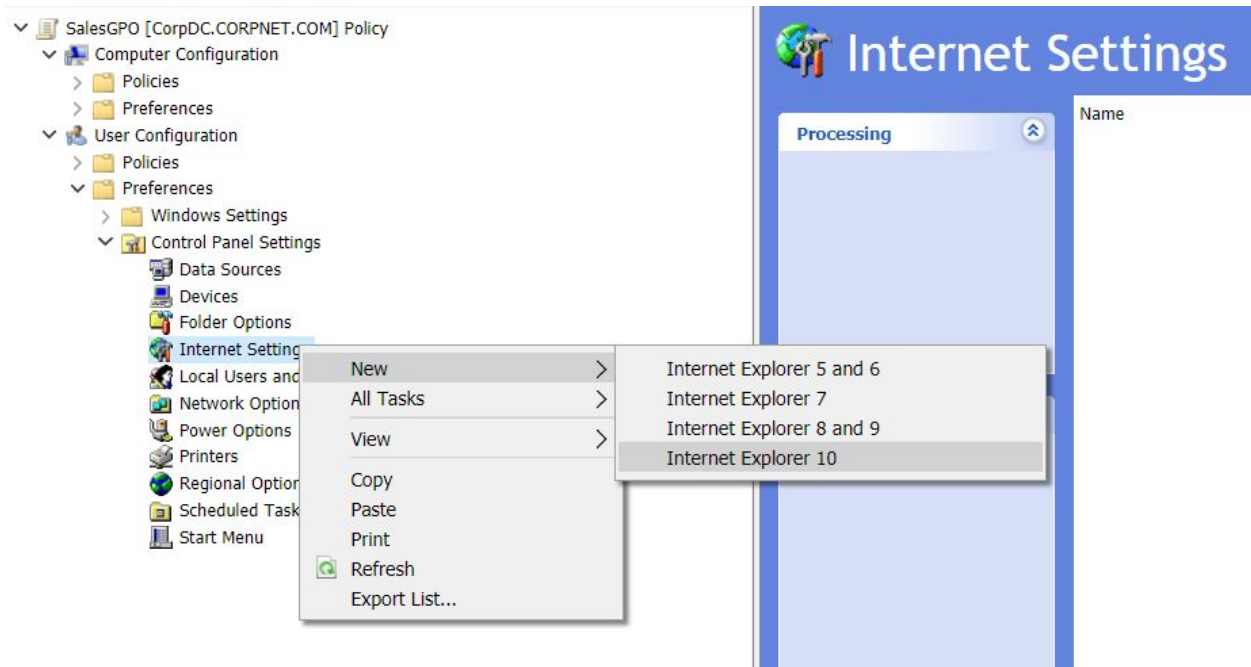 SalesGPO [CorpDC.CORPNET.COM] Policy
Computer Configuration
Policies
Preferences
User Configuration
Policies
Preferences
Windows Settings
Control Panel Settings
Data Sources
Devices
Folder Options
Internet Setting
Local Users and
Network Option
Power Options
Printers
Regional Option
Scheduled Task
Start Menu
New
All Tasks
View
Copy
Paste
Print
Refresh
Export List...
Internet Explorer 5 and 6
Internet Explorer 7
Internet Explorer 8 and 9
Internet Explorer 10
Internet Settings
Processing
Name